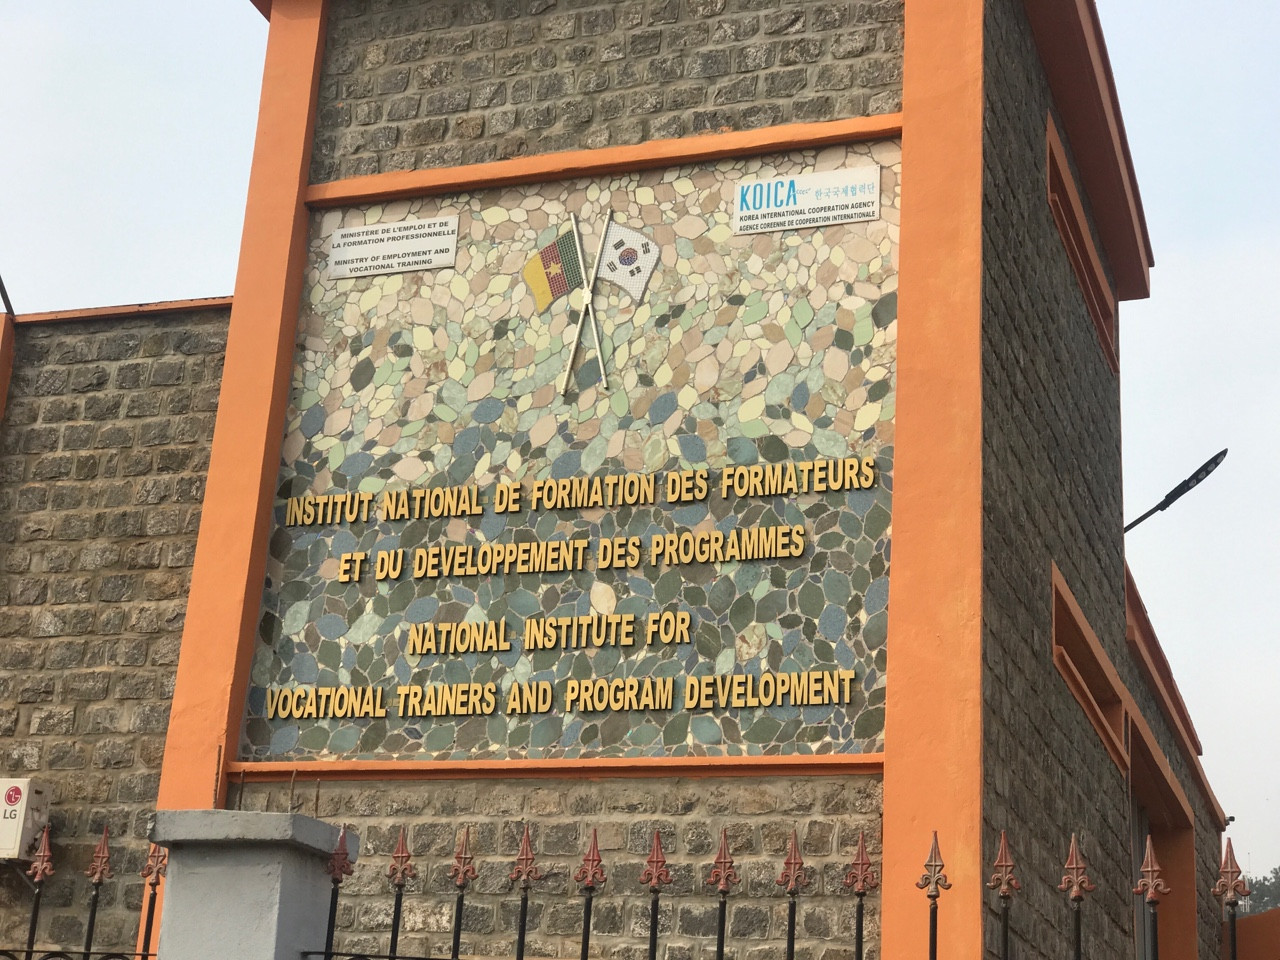 MINISTÈRE DE L'EMPLOI ET DE
LA FORMATION PROFESSIONNELLE
MINISTRY OF EMPLOYMENT AND
VOCATIONAL TRAINING
KOICA 한국국제협력단
KOREA INTERNATIONAL COOPERATION AGENCY
AGENCE COREENNE DE COOPERATION INTERNATIONALE
INSTITUT NATIONAL DE FORMATION DES FORMATEURS
ET DU DEVELOPPEMENT DES PROGRAMMES
NATIONAL INSTITUTE FOR
VOCATIONAL TRAINERS AND PROGRAM DEVELOPMENT
LG